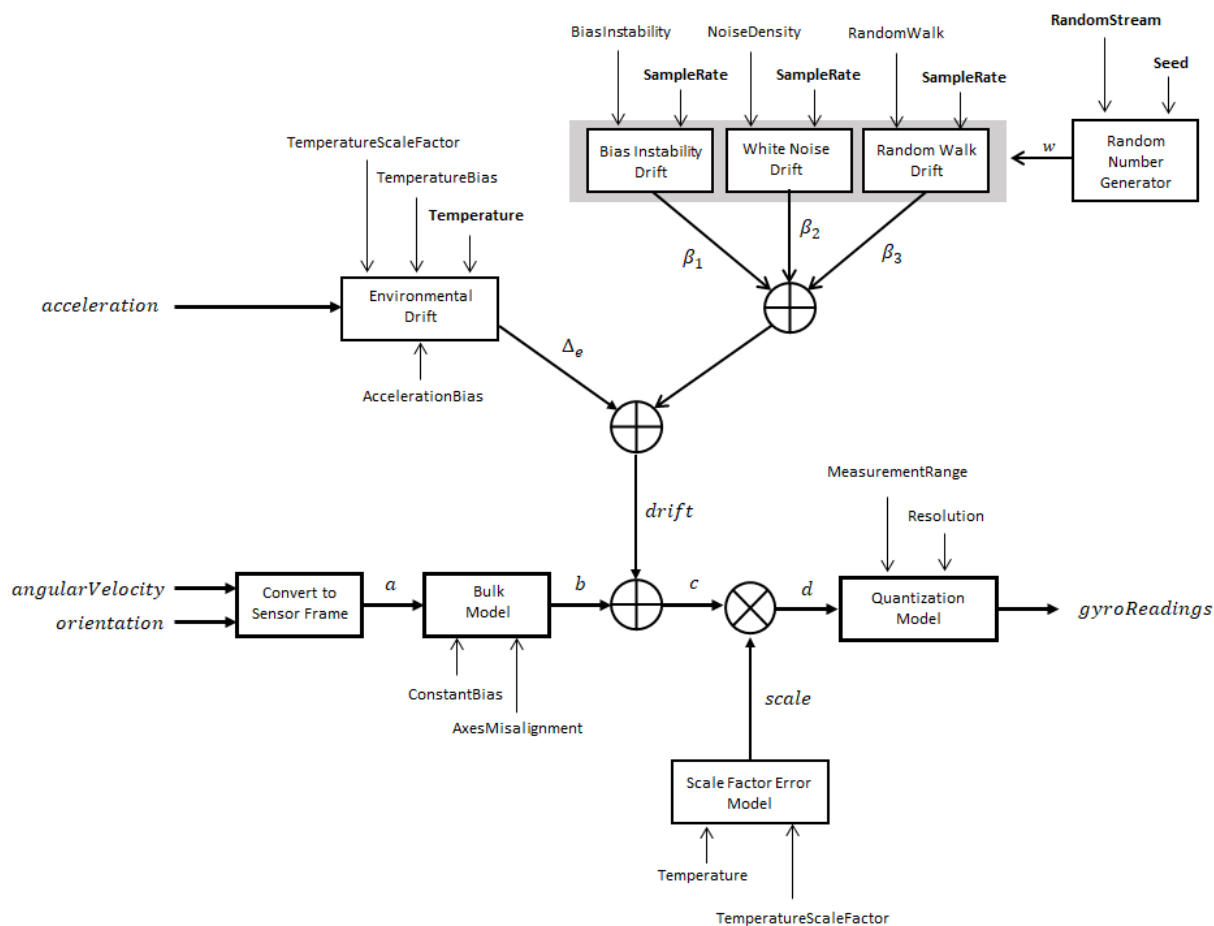 RandomStream
BiasInstability
NoiseDensity
RandomWalk
Seed
SampleRate
SampleRate
SampleRate
TemperatureScaleFactor
Bias Instability
Drift
White Noise
Drift
Random Walk
Drift
w
Random
Number
Generator
TemperatureBias
Temperature
β₁
β₂
β₃
acceleration
Environmental
Drift
Δₑ
AccelerationBias
MeasurementRange
drift
Resolution
angularVelocity
orientation
Convert to
Sensor Frame
a
Bulk
Model
b
c
d
Quantization
Model
gyroReadings
ConstantBias
AxesMisalignment
scale
Scale Factor Error
Model
Temperature
TemperatureScaleFactor